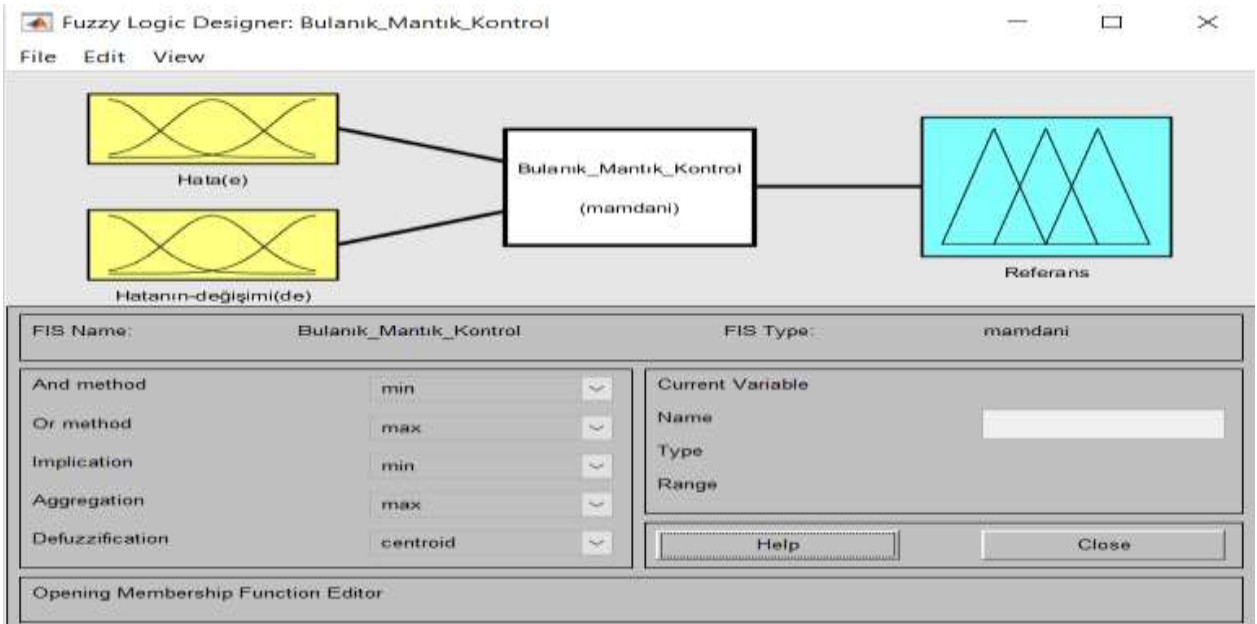 Fuzzy Logic Designer: Bulanık_Mantık_Kontrol
File Edit View
Hata(e)
Hatanın-değişimi(de)
Bulanık_Mantık_Kontrol
(mamdani)
Referans
FIS Name: Bulanık_Mantık_Kontrol FIS Type: mamdani
And method min
Or method max
Implication min
Aggregation max
Defuzzification centroid
Current Variable
Name
Type
Range
Help Close
Opening Membership Function Editor